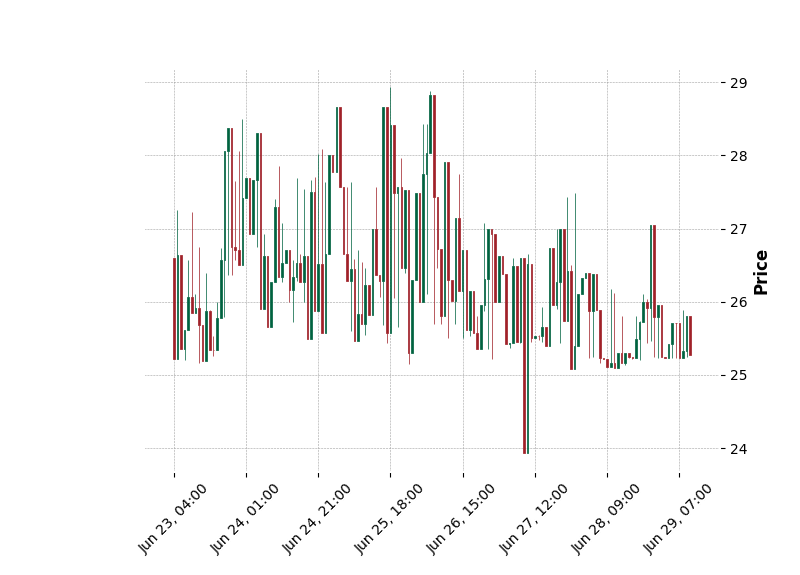 29
28
27
26
25
24
Price
Jun 23, 04:00
Jun 24, 01:00
Jun 24, 21:00
Jun 25, 18:00
Jun 26, 15:00
Jun 27, 12:00
Jun 28, 09:00
Jun 29, 07:00